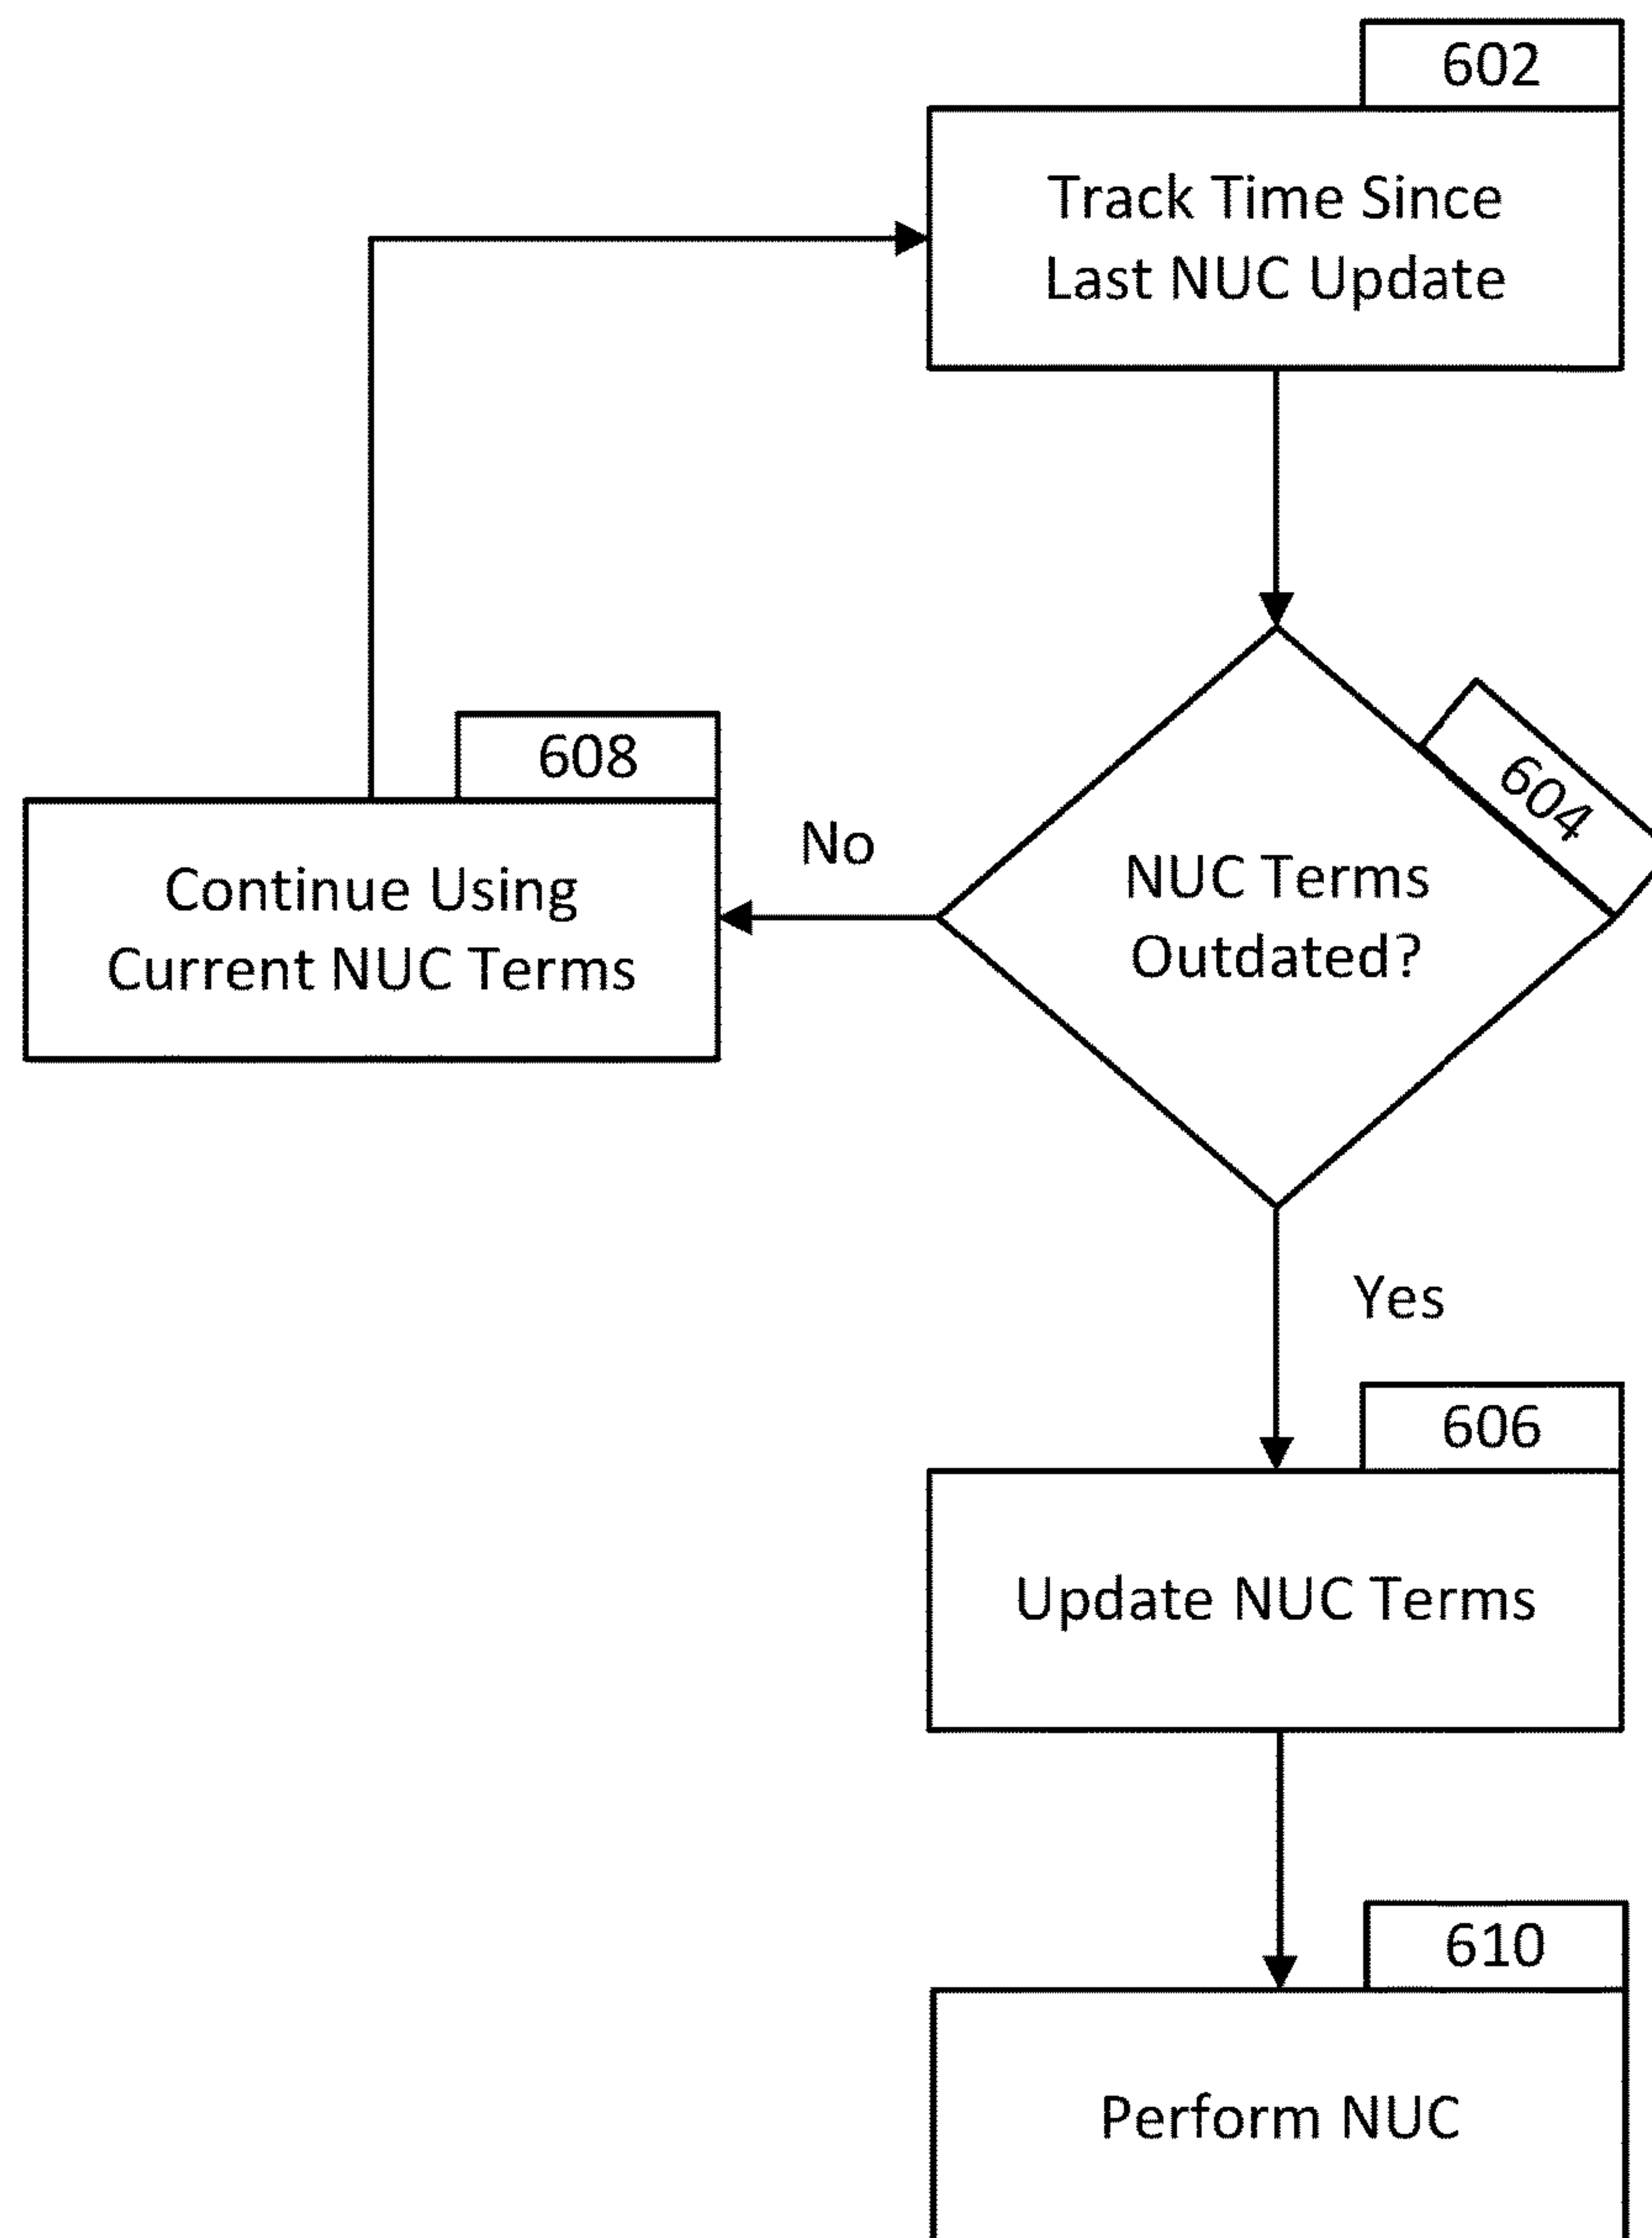 602
Track Time Since
Last NUC Update
608
No
604
Continue Using
Current NUC Terms
NUC Terms
Outdated?
Yes
606
Update NUC Terms
610
Perform NUC